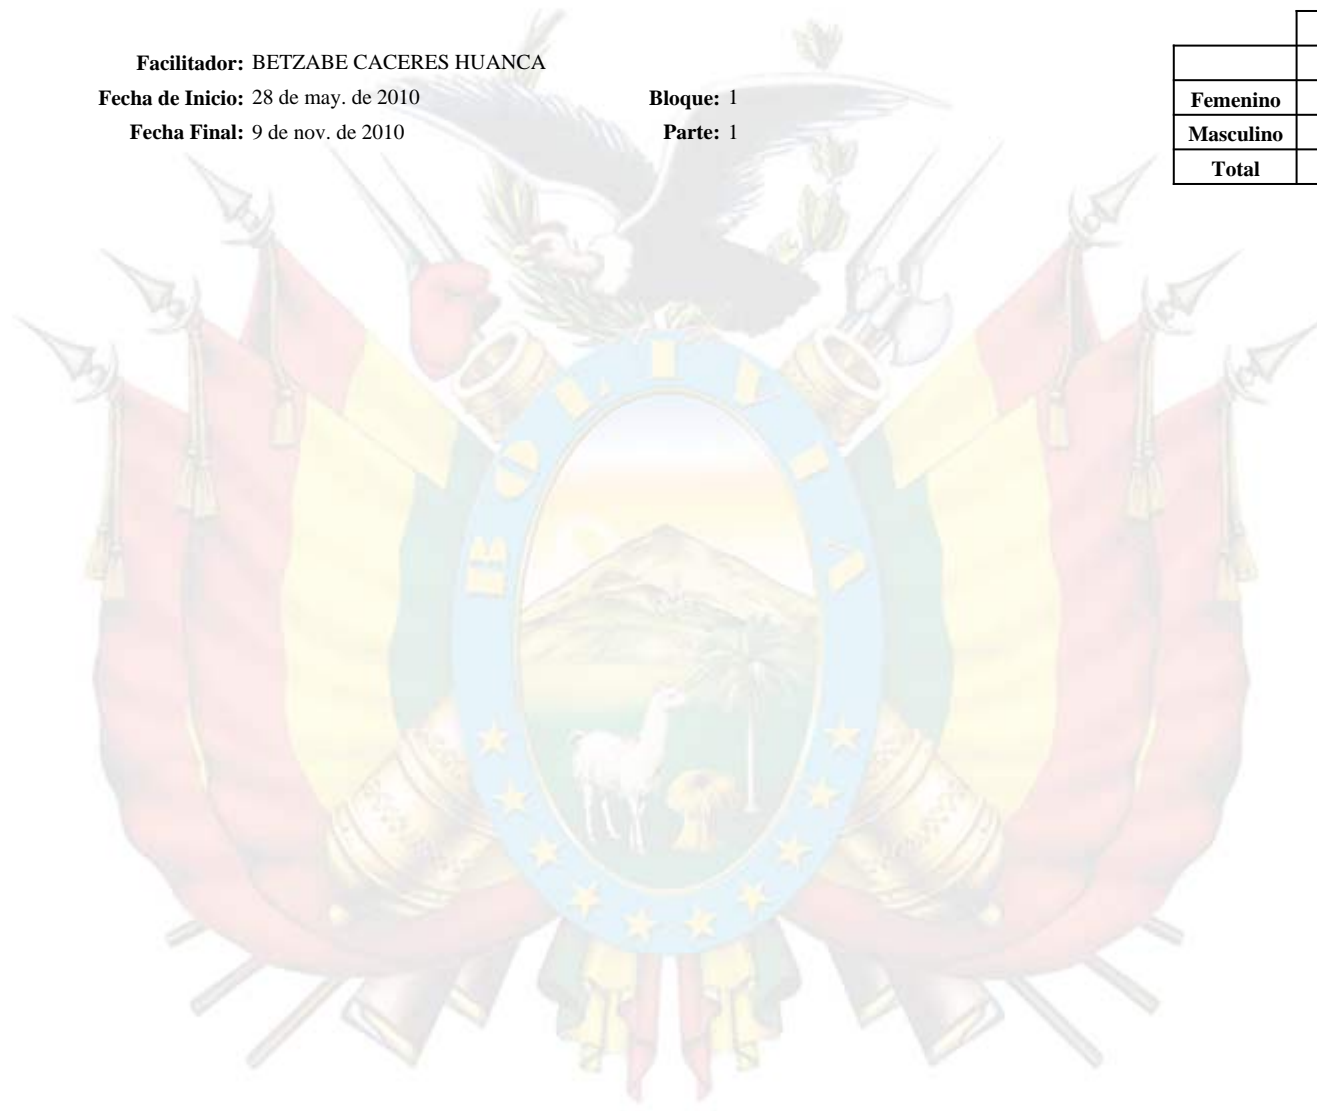 Facilitador: BETZABE CACERES HUANCA
Fecha de Inicio: 28 de may. de 2010 Bloque: 1
Fecha Final: 9 de nov. de 2010 Parte: 1
Femenino
Masculino
Total
BOLIVIA